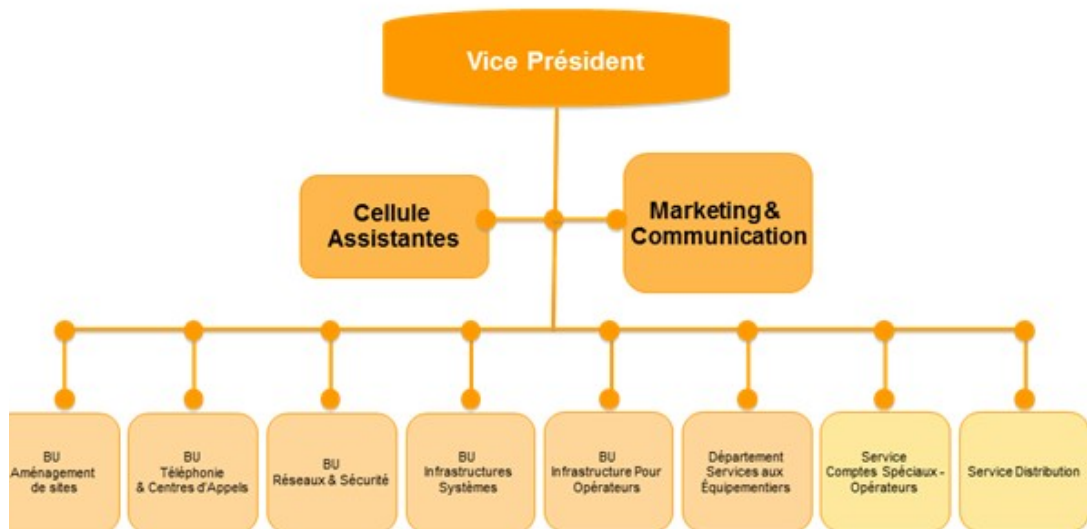 Vice Président
Cellule
Assistantes
Marketing &
Communication
BU
Aménagement
de sites
BU
Téléphonie
& Centres d'Appels
BU
Réseaux & Sécurité
BU
Infrastructures
Systèmes
BU
Infrastructure Pour
Opérateurs
Département
Services aux
Équipementiers
Service
Comptes Spéciaux -
Opérateurs
Service Distribution